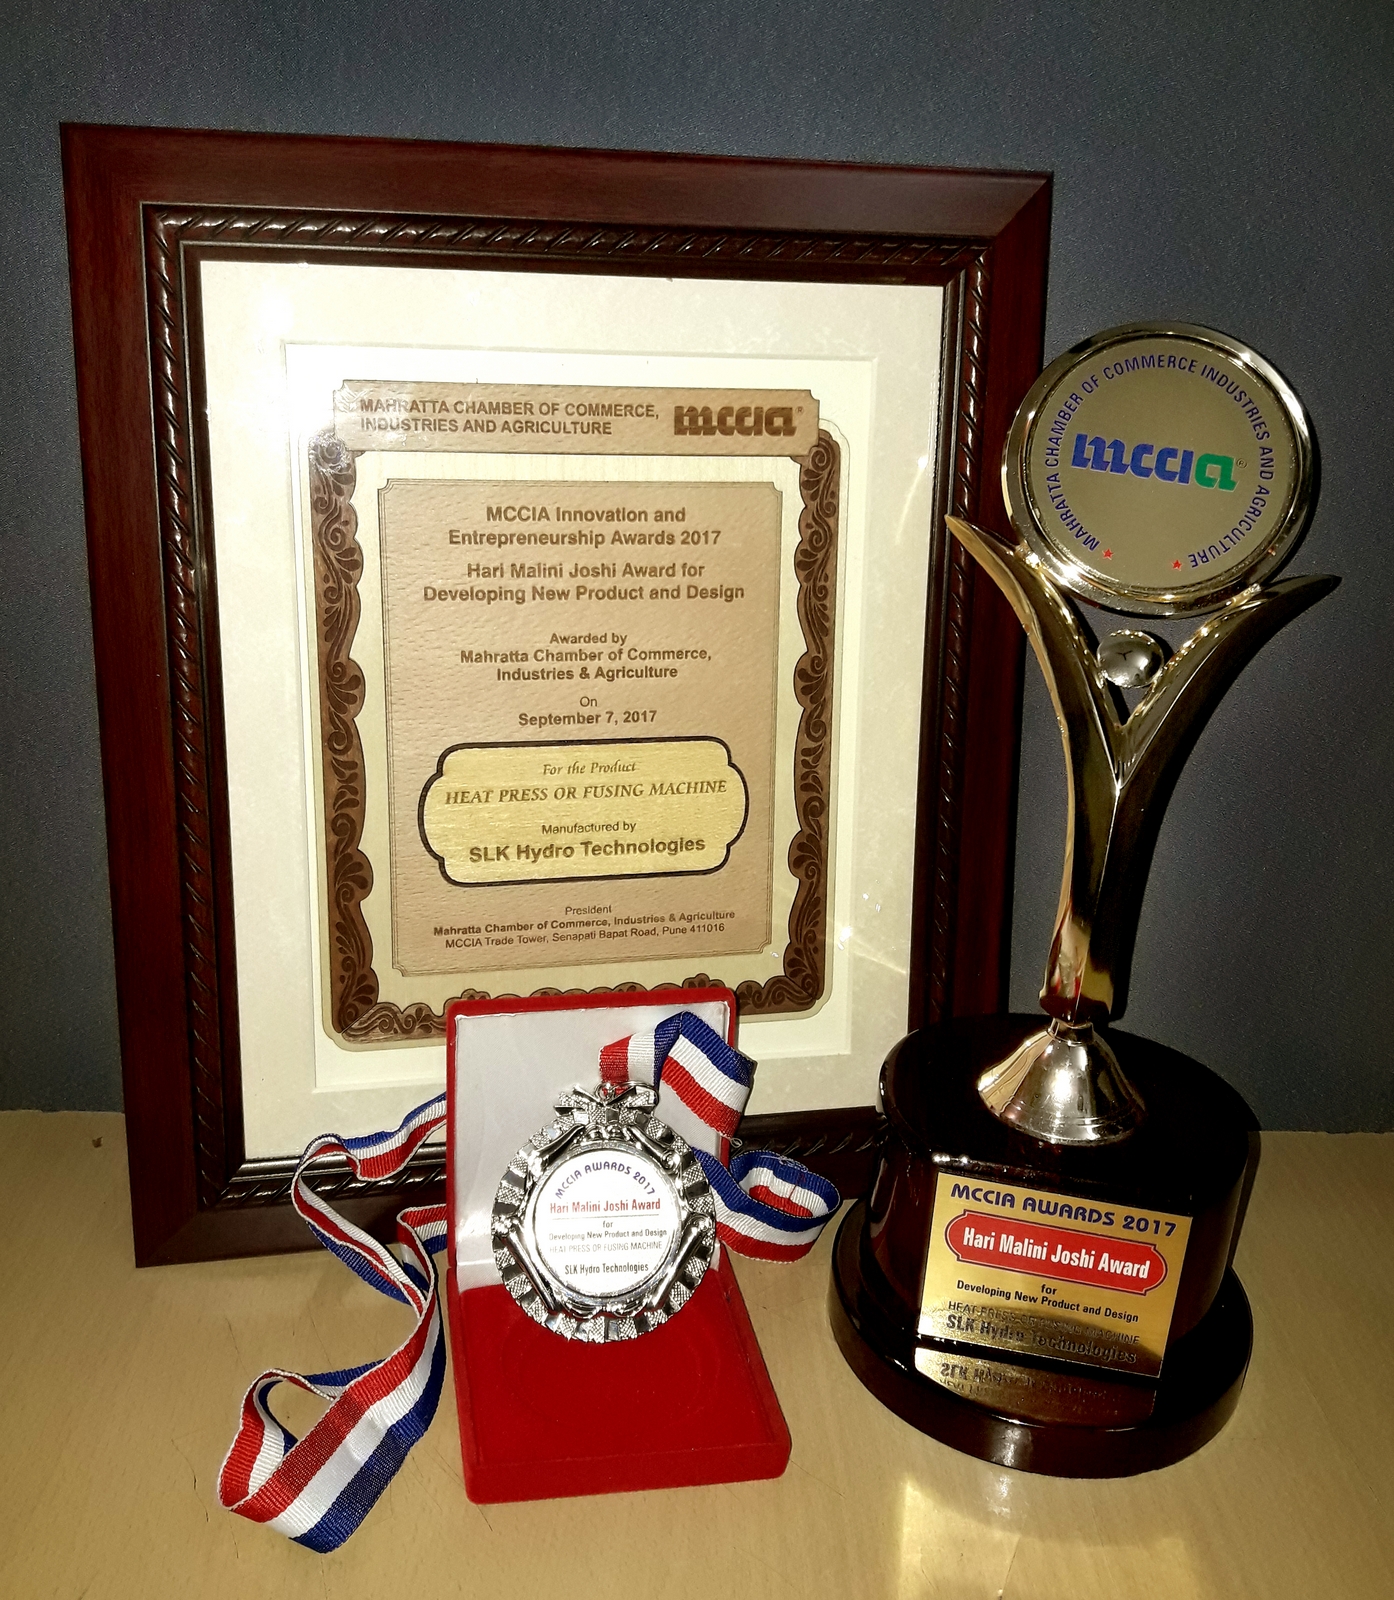 MAHRATTA CHAMBER OF COMMERCE,
INDUSTRIES AND AGRICULTURE
mccia®
MCCIA Innovation and
Entrepreneurship Awards 2017
Hari Malini Joshi Award for
Developing New Product and Design
Awarded by
Mahratta Chamber of Commerce,
Industries & Agriculture
On
September 7, 2017
For the Product
HEAT PRESS OR FUSING MACHINE
Manufactured by
SLK Hydro Technologies
President
Mahratta Chamber of Commerce, Industries & Agriculture
MCCIA Trade Tower, Senapati Bapat Road, Pune 411016
MAHRATTA CHAMBER OF COMMERCE INDUSTRIES AND AGRICULTURE
mccia®
MCCIA AWARDS 2017
Hari Malini Joshi Award
for
Developing New Product and Design
HEAT PRESS OR FUSING MACHINE
SLK Hydro Technologies
MCCIA AWARDS 2017
Hari Malini Joshi Award
for
Developing New Product and Design
HEAT PRESS OR FUSING MACHINE
SLK Hydro Technologies